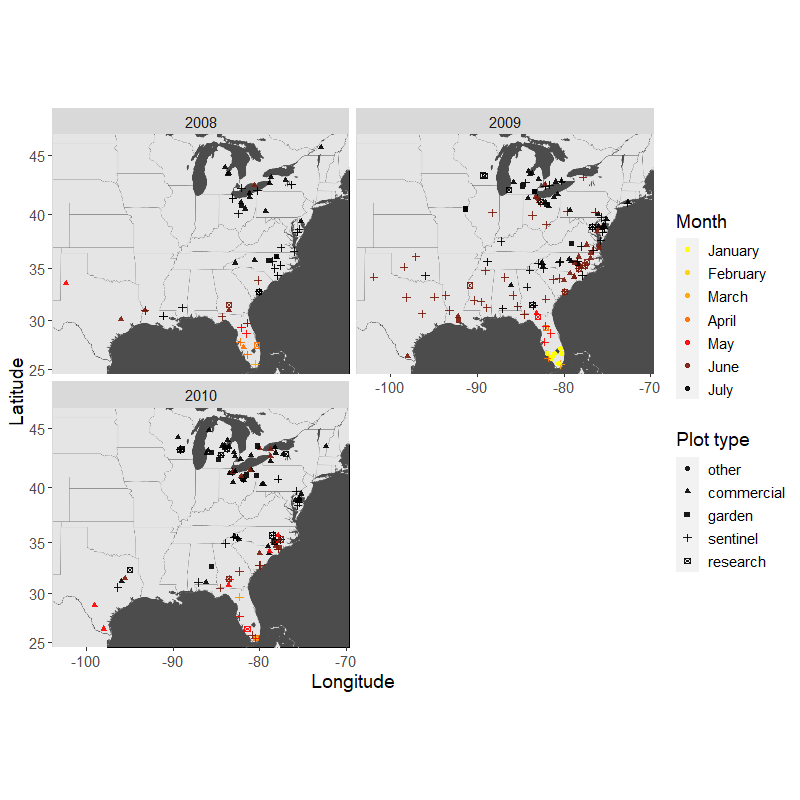 2008
2009
45
40
35
30
25
-100
-90
-80
-70
2010
45
40
35
30
25
-100
-90
-80
-70
Longitude
Latitude
Month
January
February
March
April
May
June
July
Plot type
other
commercial
garden
sentinel
research